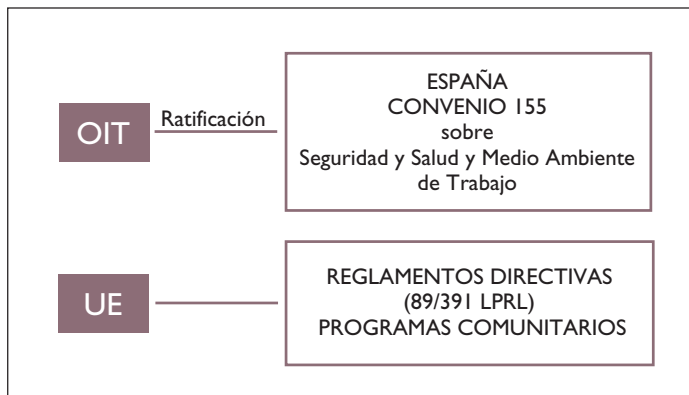 OIT
Ratificación
ESPAÑA
CONVENIO 155
sobre
Seguridad y Salud y Medio Ambiente
de Trabajo
UE
REGLAMENTOS DIRECTIVAS
(89/391 LPRL)
PROGRAMAS COMUNITARIOS